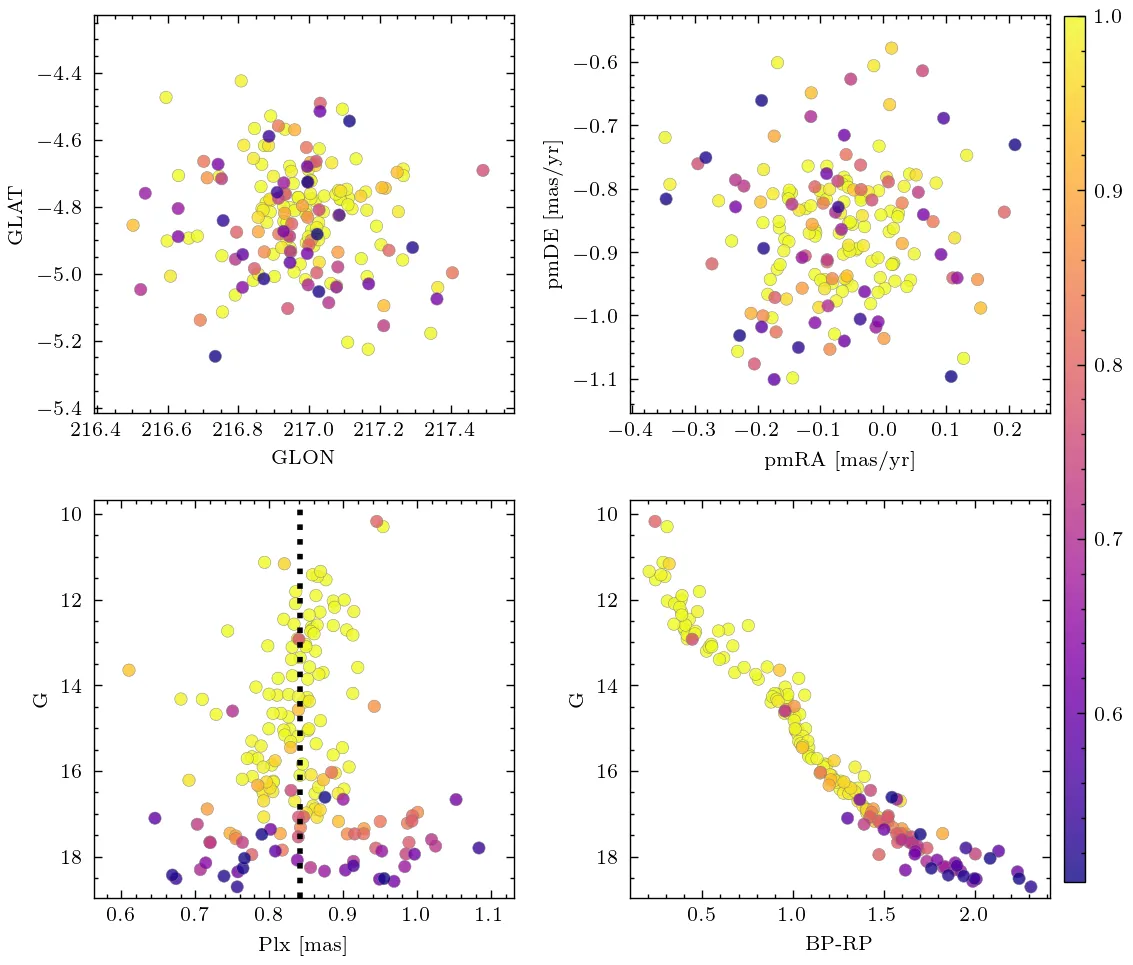 −4.4
−4.6
−4.8
−5.0
−5.2
−5.4
GLAT
216.4 216.6 216.8 217.0 217.2 217.4
GLON
−0.6
−0.7
−0.8
−0.9
−1.0
−1.1
pmDE [mas/yr]
−0.4 −0.3 −0.2 −0.1 0.0 0.1 0.2
pmRA [mas/yr]
10
12
14
16
18
G
0.6 0.7 0.8 0.9 1.0 1.1
Plx [mas]
10
12
14
16
18
G
0.5 1.0 1.5 2.0
BP-RP
1.0
0.9
0.8
0.7
0.6